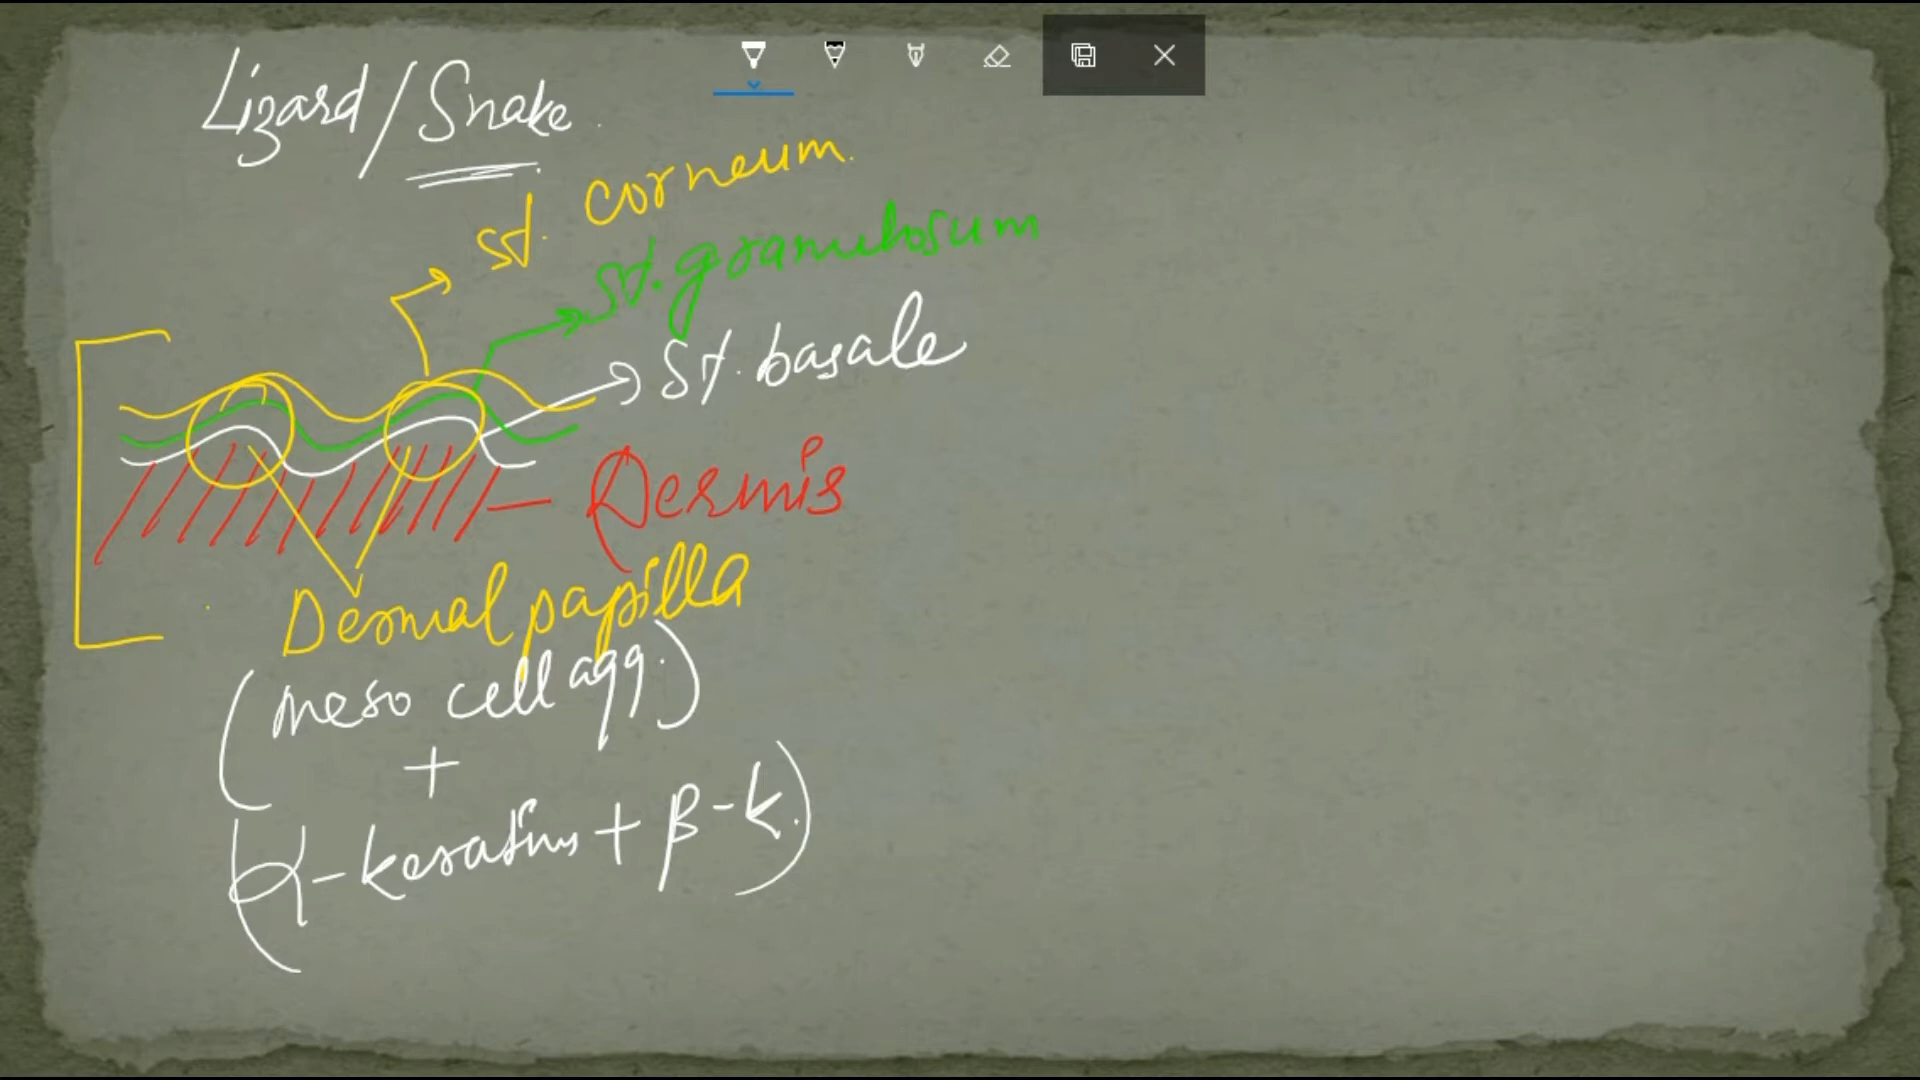 Lizard/Snake
st. corneum.
st. granulosum
st. basale
Dermis
Dermal papilla
(meso cell agg.)
+
(α-keratins + β-k.)